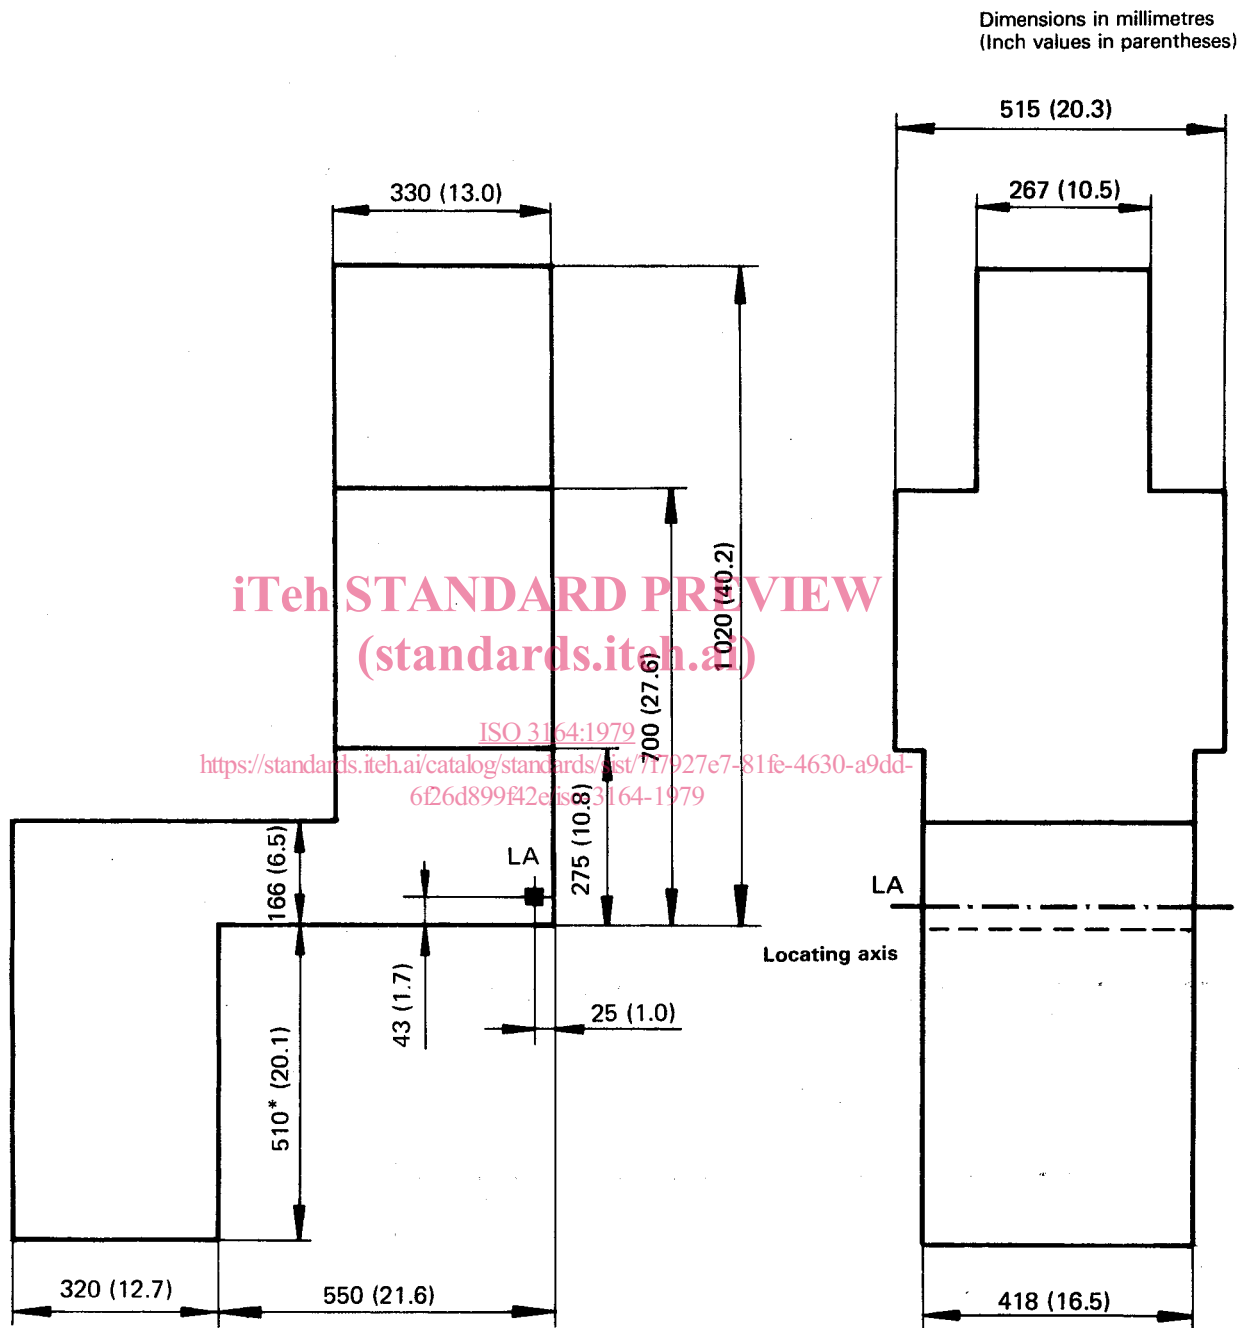 Dimensions in millimetres
(Inch values in parentheses)
515 (20.3)
330 (13.0)
267 (10.5)
1 020 (40.2)
iTeh STANDARD PREVIEW
(standards.iteh.ai)
700 (27.6)
ISO 3164:1979
https://standards.iteh.ai/catalog/standards/sist/7f7927e7-81fe-4630-a9dd-
6f26d899f42e/iso-3164-1979
275 (10.8)
166 (6.5)
LA
LA
Locating axis
43 (1.7)
25 (1.0)
510* (20.1)
320 (12.7)
550 (21.6)
418 (16.5)